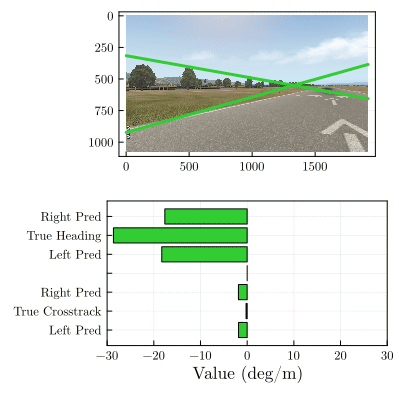 0
250
500
750
1000
0
500
1000
1500
Right Pred
True Heading
Left Pred
Right Pred
True Crosstrack
Left Pred
−30
−20
−10
0
10
20
30
Value (deg/m)